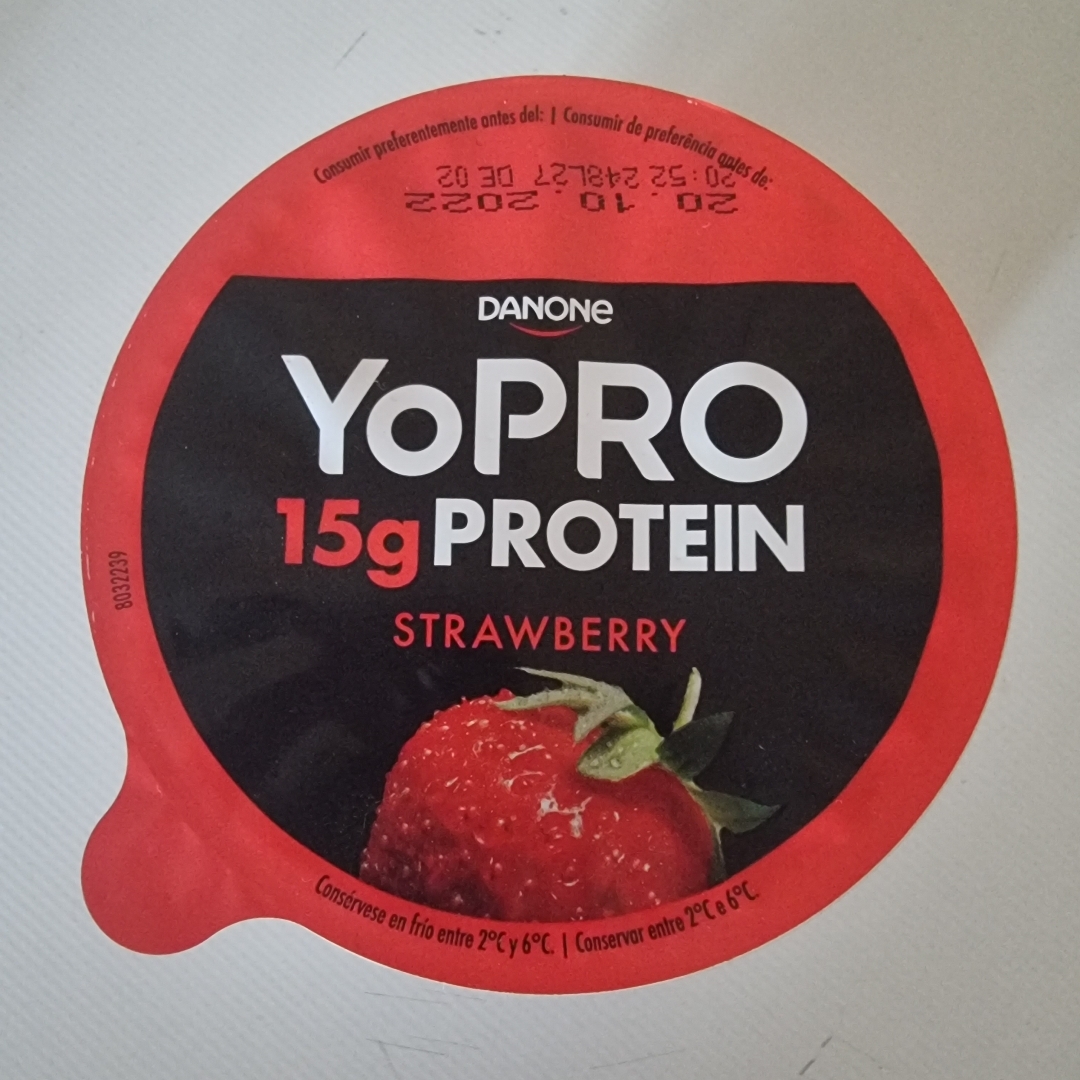 Consumir preferentemente antes del: | Consumir de preferência antes de:
20.10.2022
20:52 248L27 DE 02
DANONE
YoPRO
15g PROTEIN
STRAWBERRY
8032239
Consérvese en frío entre 2°C y 6°C. | Conservar entre 2°C e 6°C.